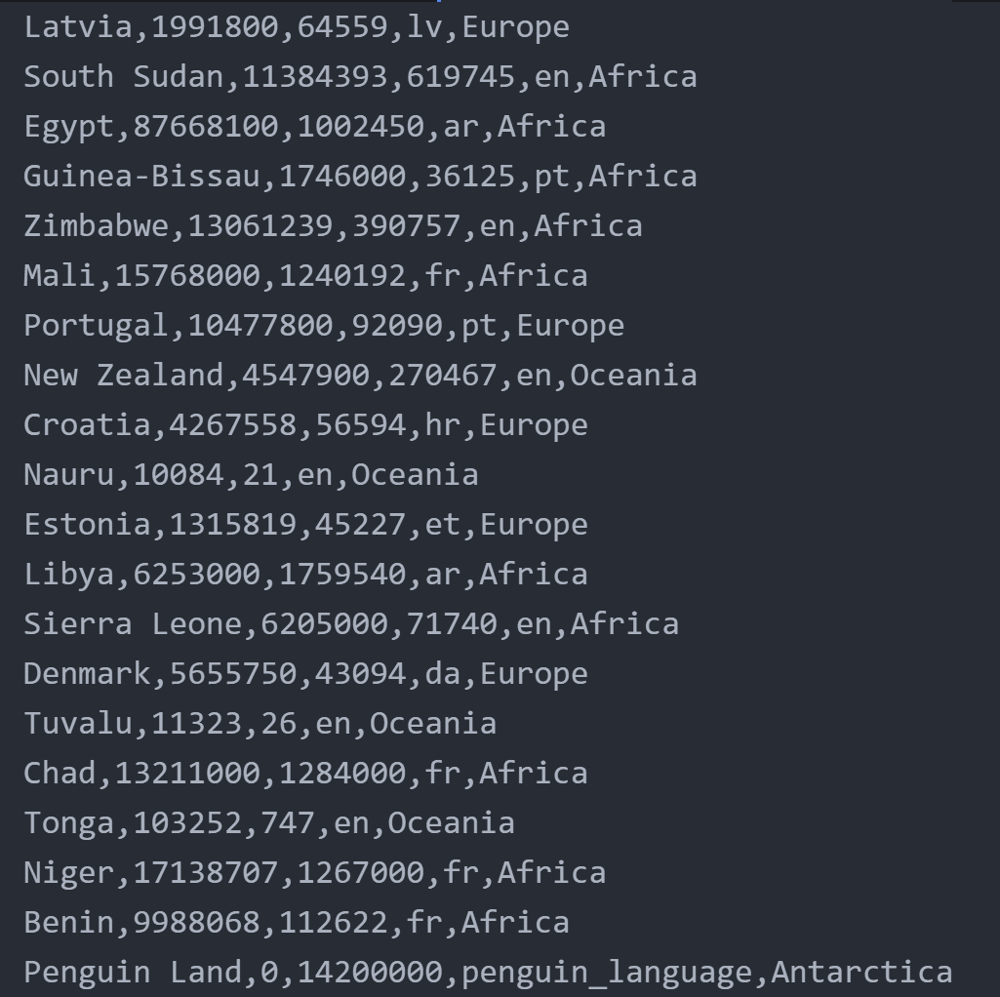 Latvia,1991800,64559,lv,Europe
South Sudan,11384393,619745,en,Africa
Egypt,87668100,1002450,ar,Africa
Guinea-Bissau,1746000,36125,pt,Africa
Zimbabwe,13061239,390757,en,Africa
Mali,15768000,1240192,fr,Africa
Portugal,10477800,92090,pt,Europe
New Zealand,4547900,270467,en,Oceania
Croatia,4267558,56594,hr,Europe
Nauru,10084,21,en,Oceania
Estonia,1315819,45227,et,Europe
Libya,6253000,1759540,ar,Africa
Sierra Leone,6205000,71740,en,Africa
Denmark,5655750,43094,da,Europe
Tuvalu,11323,26,en,Oceania
Chad,13211000,1284000,fr,Africa
Tonga,103252,747,en,Oceania
Niger,17138707,1267000,fr,Africa
Benin,9988068,112622,fr,Africa
Penguin Land,0,14200000,penguin_language,Antarctica